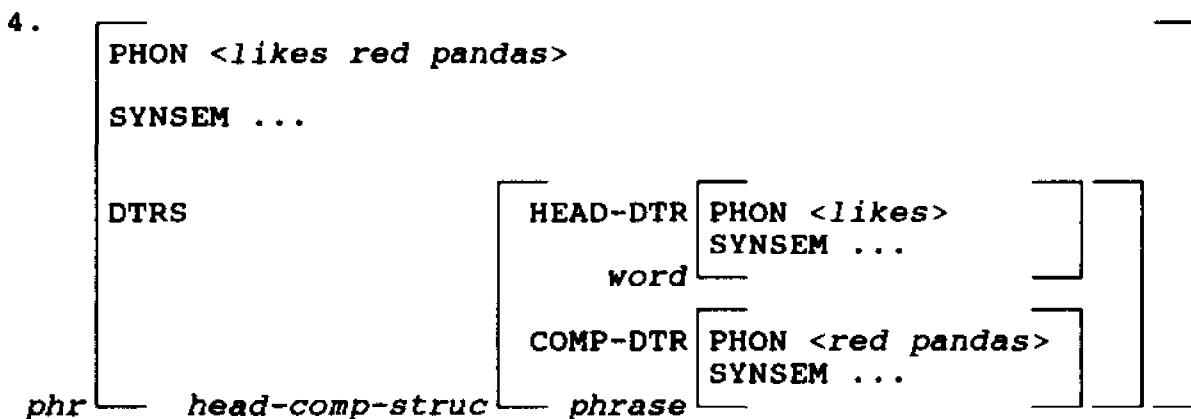 4.
PHON <likes red pandas>
SYNSEM ...
DTRS HEAD-DTR PHON <likes>
SYNSEM ...
word
COMP-DTR PHON <red pandas>
SYNSEM ...
phr head-comp-struc phrase